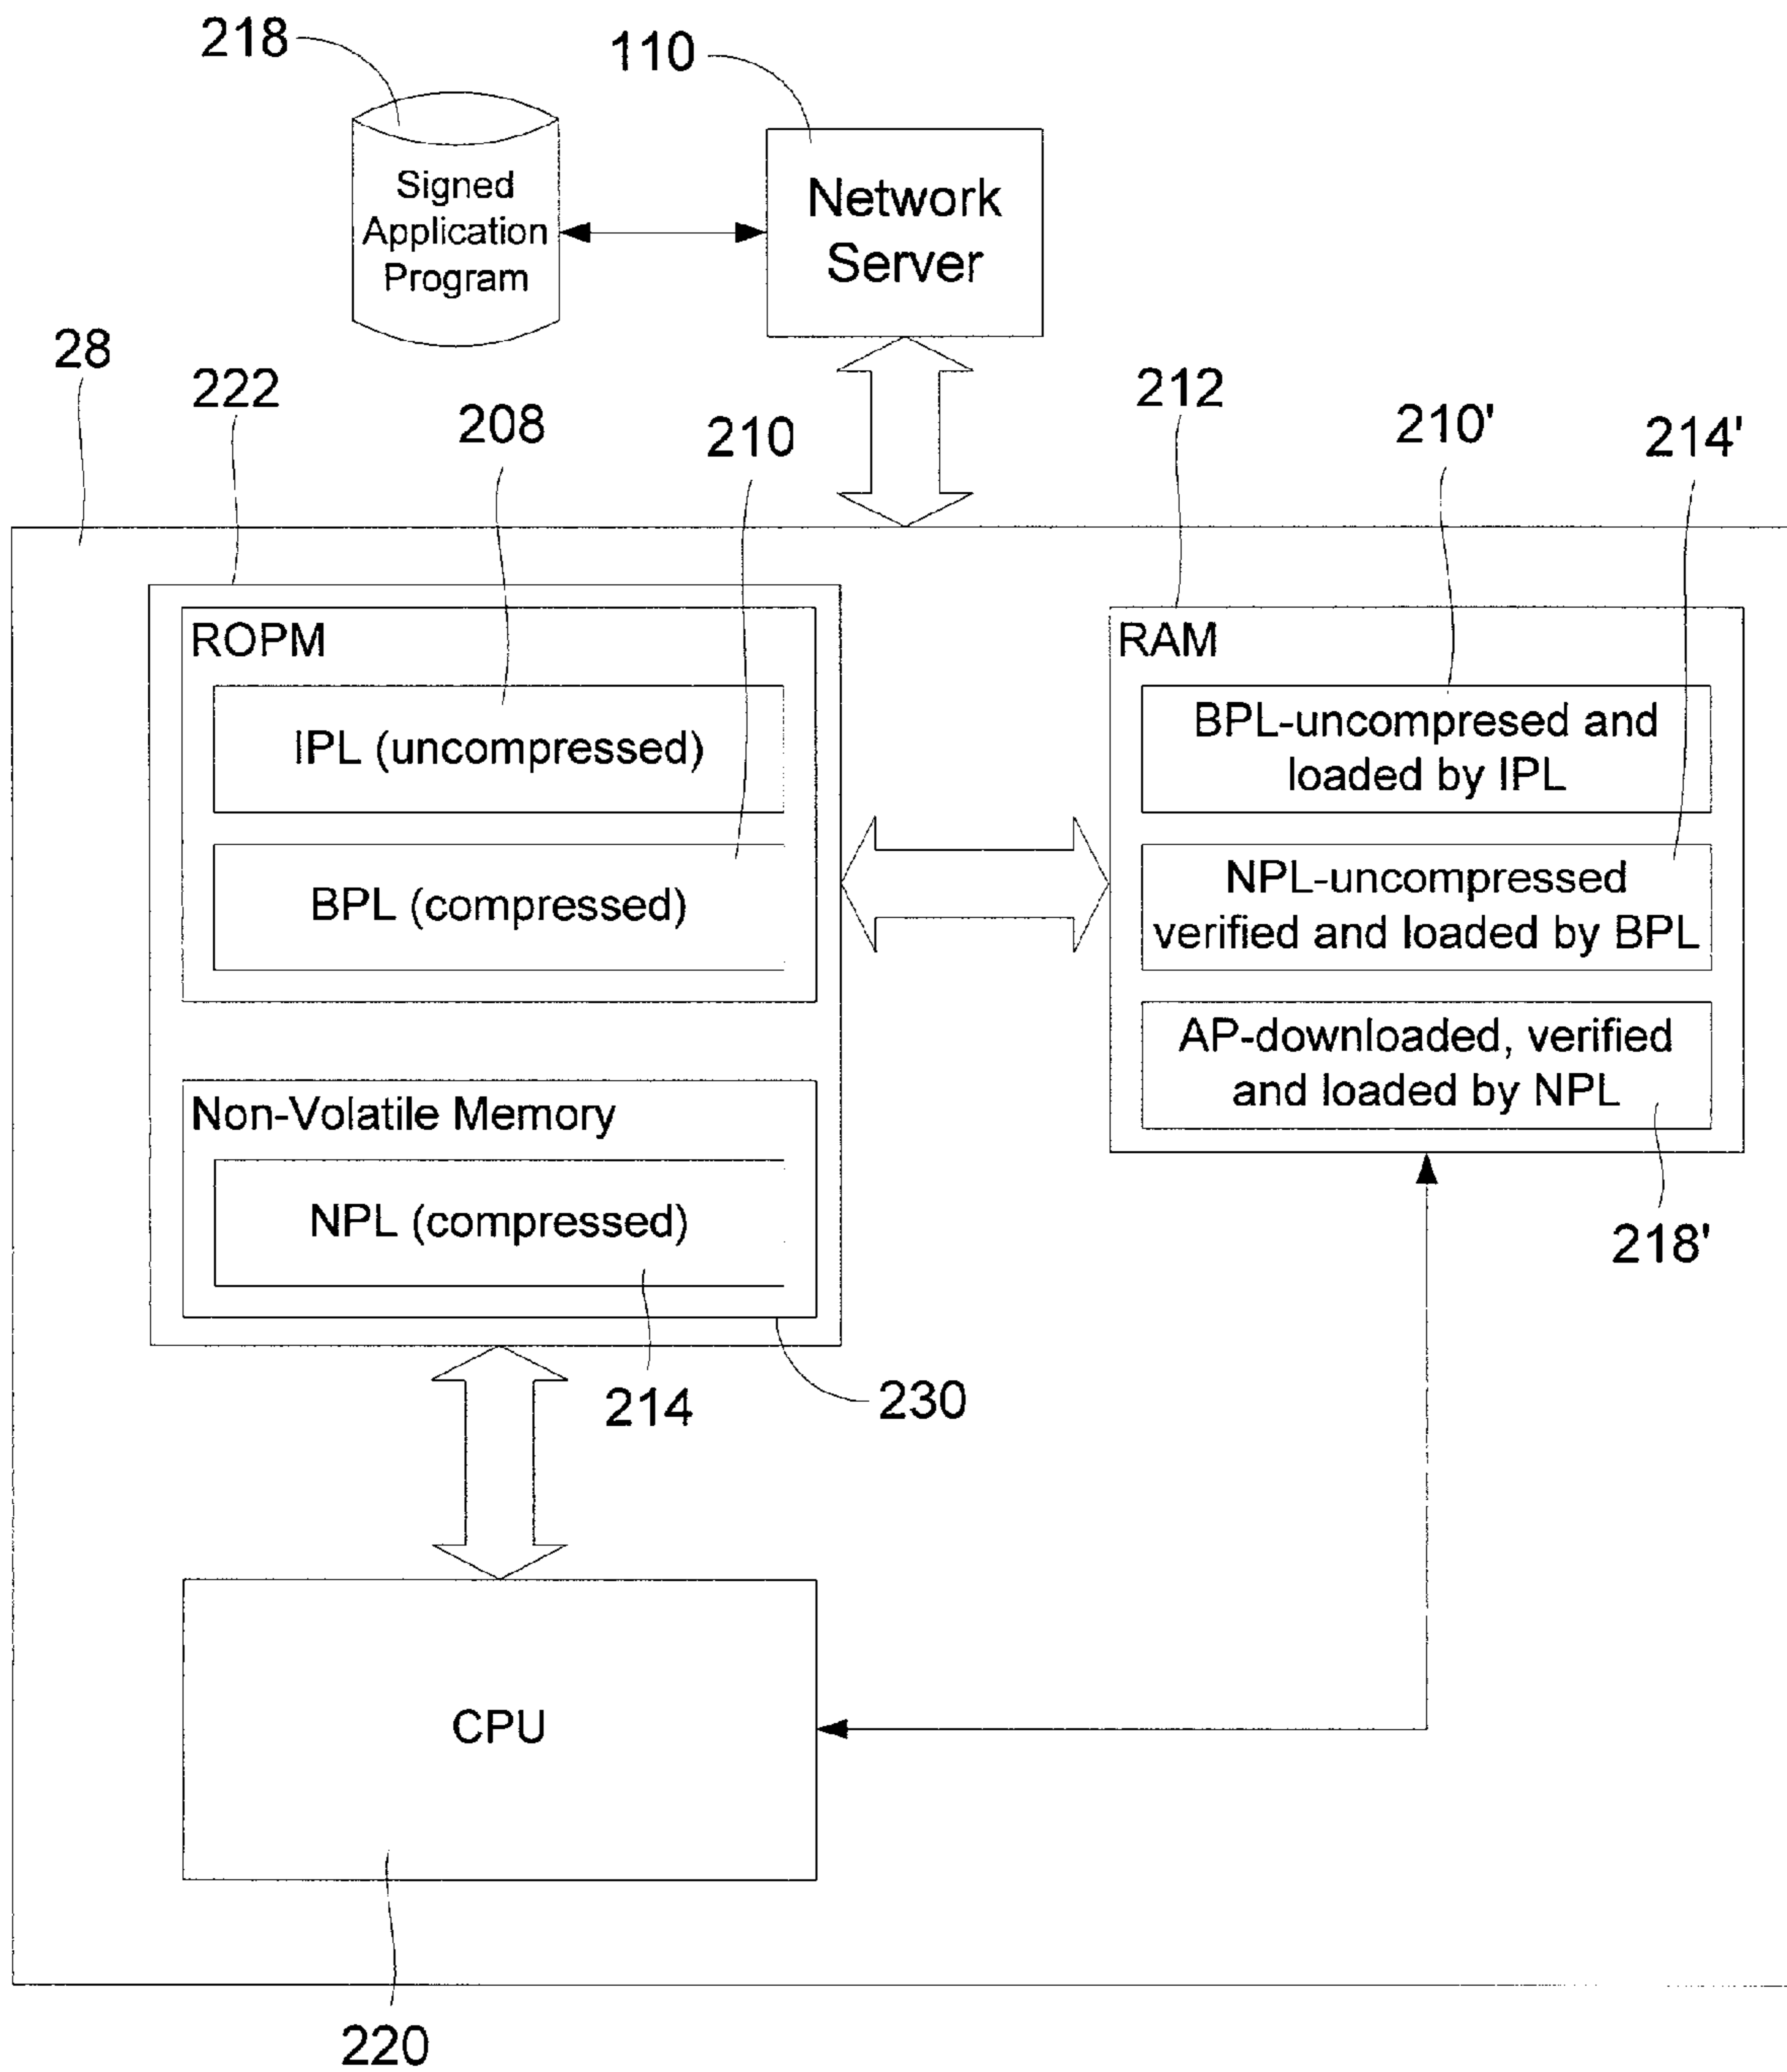 218
110
Signed
Application
Program
Network
Server
28
222
208
210
212
210'
214'
ROPM
IPL (uncompressed)
BPL (compressed)
RAM
BPL-uncompresed and
loaded by IPL
NPL-uncompressed
verified and loaded by BPL
AP-downloaded, verified
and loaded by NPL
Non-Volatile Memory
NPL (compressed)
218'
214
230
CPU
220